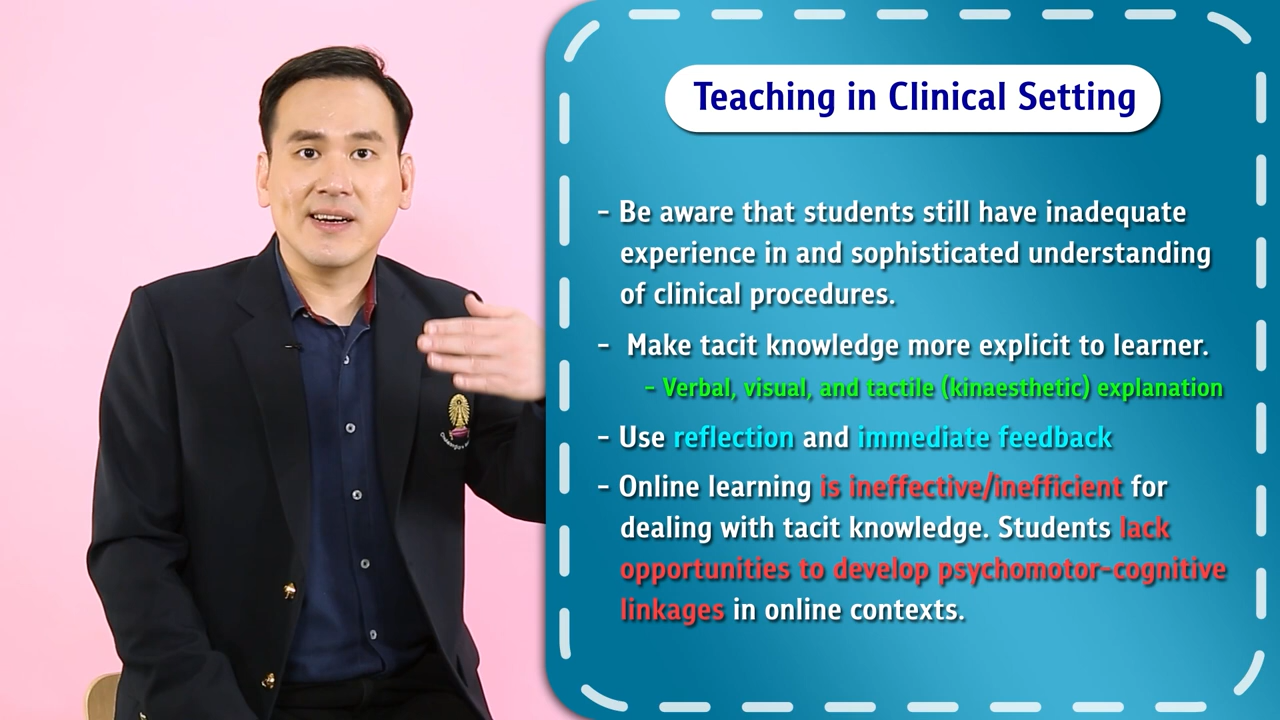 Teaching in Clinical Setting
- Be aware that students still have inadequate
experience in and sophisticated understanding
of clinical procedures.
- Make tacit knowledge more explicit to learner.
- Verbal, visual, and tactile (kinaesthetic) explanation
- Use reflection and immediate feedback
- Online learning is ineffective/inefficient for
dealing with tacit knowledge. Students lack
opportunities to develop psychomotor-cognitive
linkages in online contexts.